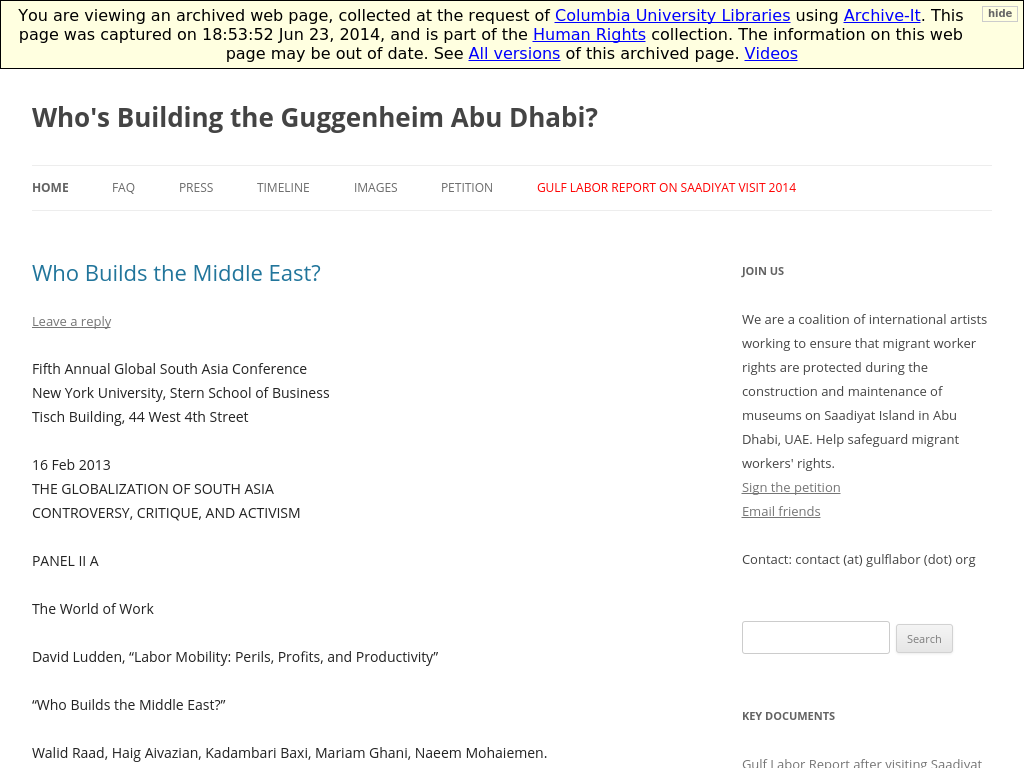 You are viewing an archived web page, collected at the request of Columbia University Libraries using Archive-It. This
page was captured on 18:53:52 Jun 23, 2014, and is part of the Human Rights collection. The information on this web
page may be out of date. See All versions of this archived page. Videos
hide
Who's Building the Guggenheim Abu Dhabi?
HOME FAQ PRESS TIMELINE IMAGES PETITION GULF LABOR REPORT ON SAADIYAT VISIT 2014
Who Builds the Middle East?
Leave a reply
Fifth Annual Global South Asia Conference
New York University, Stern School of Business
Tisch Building, 44 West 4th Street
16 Feb 2013
THE GLOBALIZATION OF SOUTH ASIA
CONTROVERSY, CRITIQUE, AND ACTIVISM
PANEL II A
The World of Work
David Ludden, “Labor Mobility: Perils, Profits, and Productivity”
“Who Builds the Middle East?”
Walid Raad, Haig Aivazian, Kadambari Baxi, Mariam Ghani, Naeem Mohaiemen.
JOIN US
We are a coalition of international artists
working to ensure that migrant worker
rights are protected during the
construction and maintenance of
museums on Saadiyat Island in Abu
Dhabi, UAE. Help safeguard migrant
workers' rights.
Sign the petition
Email friends
Contact: contact (at) gulflabor (dot) org
Search
KEY DOCUMENTS
Gulf Labor Report after visiting Saadiyat